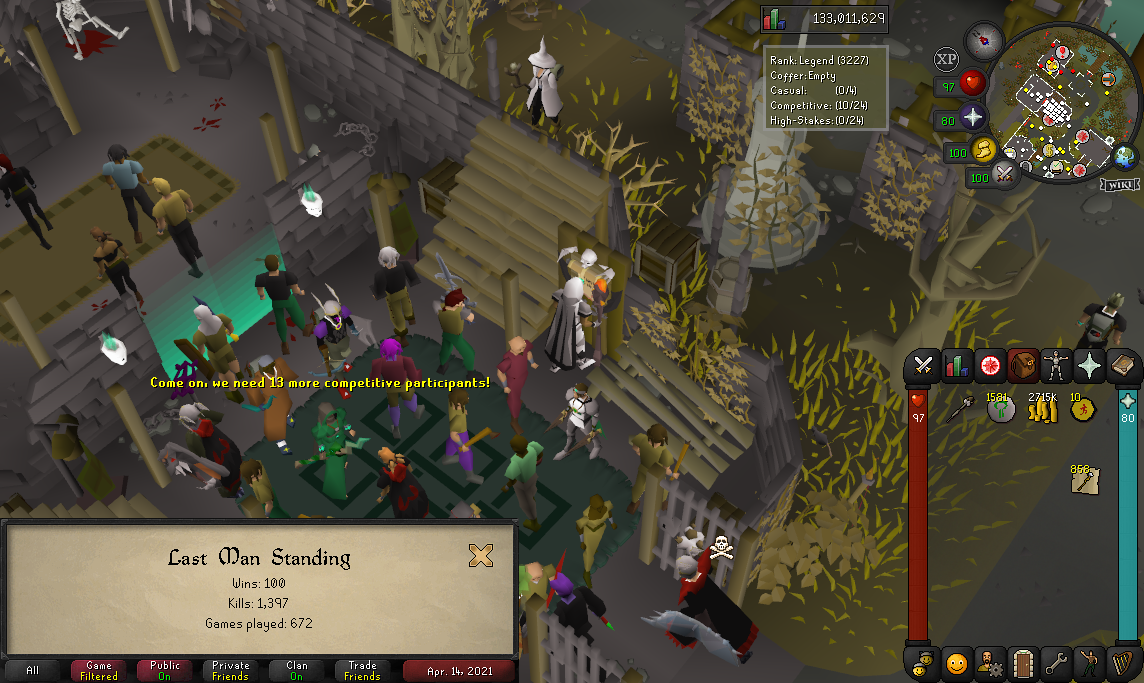 133,011,629
Rank: Legend (3227)
Coffer: Empty
Casual: (0/4)
Competitive: (10/24)
High-Stakes: (0/24)
XP
97
80
100
100
WIKI
Come on, we need 13 more competitive participants!
1581
2715K
10
97
80
858
Last Man Standing
Wins: 100
Kills: 1,397
Games played: 672
All
Game
Filtered
Public
On
Private
Friends
Clan
On
Trade
Friends
Apr. 14, 2021